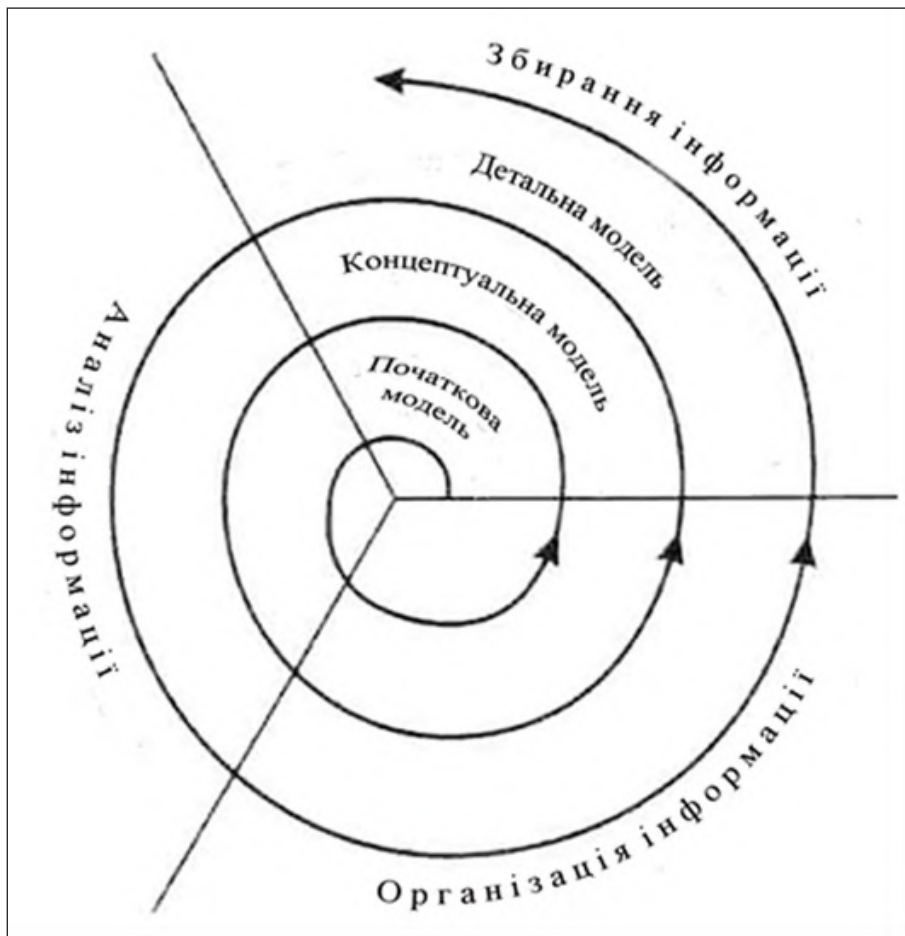 Збирання інформації
Детальна модель
Концептуальна модель
Початкова
модель
Аналіз інформації
Організація інформації